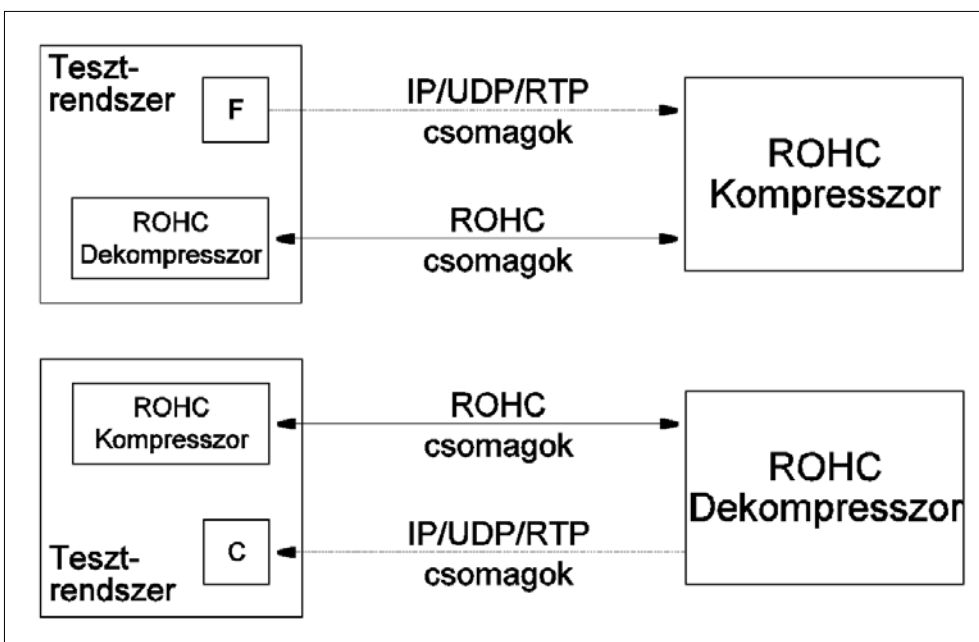 Teszt-
rendszer
F
IP/UDP/RTP
csomagok
ROHC
Kompresszor
ROHC
Dekompresszor
ROHC
csomagok
ROHC
Kompresszor
ROHC
csomagok
ROHC
Dekompresszor
Teszt-
rendszer
C
IP/UDP/RTP
csomagok